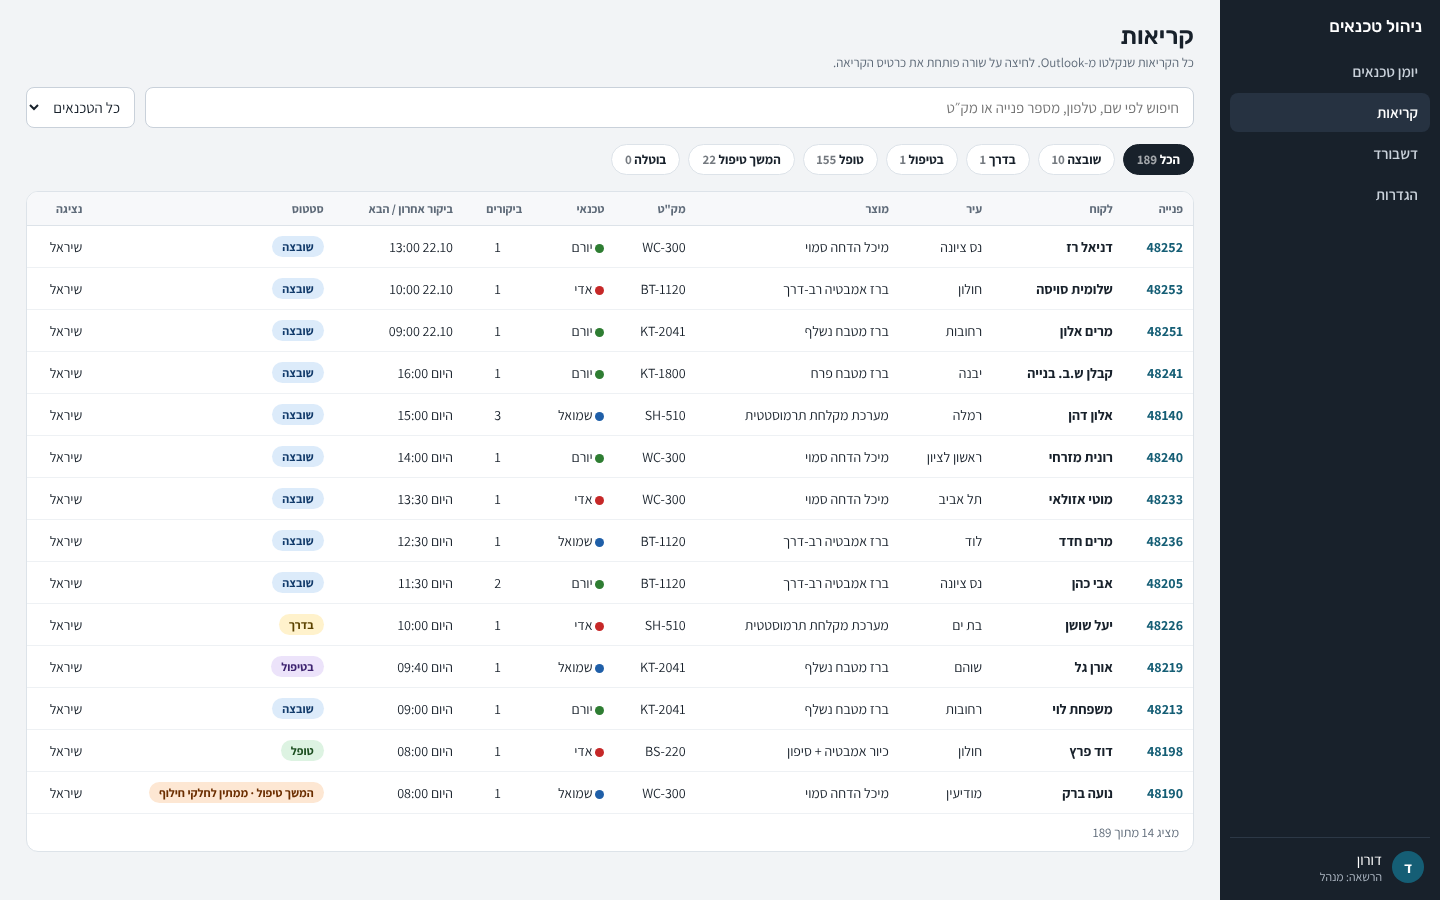 ניהול טכנאים
יומן טכנאים
קריאות
דשבורד
הגדרות
ד
דורון
הרשאה: מנהל
קריאות
כל הקריאות שנקלטו מ-Outlook. לחיצה על שורה פותחת את כרטיס הקריאה.
חיפוש לפי שם, טלפון, מספר פנייה או מק״ט
כל הטכנאים
הכל 189 שובצה 10 בדרך 1 בטיפול 1 טופל 155 המשך טיפול 22 בוטלה 0
פנייה לקוח עיר מוצר מק"ט טכנאי ביקורים ביקור אחרון / הבא סטטוס נציגה
48252 דניאל רז נס ציונה מיכל הדחה סמוי WC-300 יורם 1 22.10 13:00 שובצה שיראל
48253 שלומית סויסה חולון ברז אמבטיה רב-דרך BT-1120 אדי 1 22.10 10:00 שובצה שיראל
48251 מרים אלון רחובות ברז מטבח נשלף KT-2041 יורם 1 22.10 09:00 שובצה שיראל
48241 קבלן ש.ב. בנייה יבנה ברז מטבח פרח KT-1800 יורם 1 היום 16:00 שובצה שיראל
48140 אלון דהן רמלה מערכת מקלחת תרמוסטטית SH-510 שמואל 3 היום 15:00 שובצה שיראל
48240 רונית מזרחי ראשון לציון מיכל הדחה סמוי WC-300 יורם 1 היום 14:00 שובצה שיראל
48233 מוטי אזולאי תל אביב מיכל הדחה סמוי WC-300 אדי 1 היום 13:30 שובצה שיראל
48236 מרים חדד לוד ברז אמבטיה רב-דרך BT-1120 שמואל 1 היום 12:30 שובצה שיראל
48205 אבי כהן נס ציונה ברז אמבטיה רב-דרך BT-1120 יורם 2 היום 11:30 שובצה שיראל
48226 יעל ששון בת ים מערכת מקלחת תרמוסטטית SH-510 אדי 1 היום 10:00 בדרך שיראל
48219 אורן גל שוהם ברז מטבח נשלף KT-2041 שמואל 1 היום 09:40 בטיפול שיראל
48213 משפחת לוי רחובות ברז מטבח נשלף KT-2041 יורם 1 היום 09:00 שובצה שיראל
48198 דוד פרץ חולון כיור אמבטיה + סיפון BS-220 אדי 1 היום 08:00 טופל שיראל
48190 נועה ברק מודיעין מיכל הדחה סמוי WC-300 שמואל 1 היום 08:00 המשך טיפול · ממתין לחלקי חילוף שיראל
מציג 14 מתוך 189